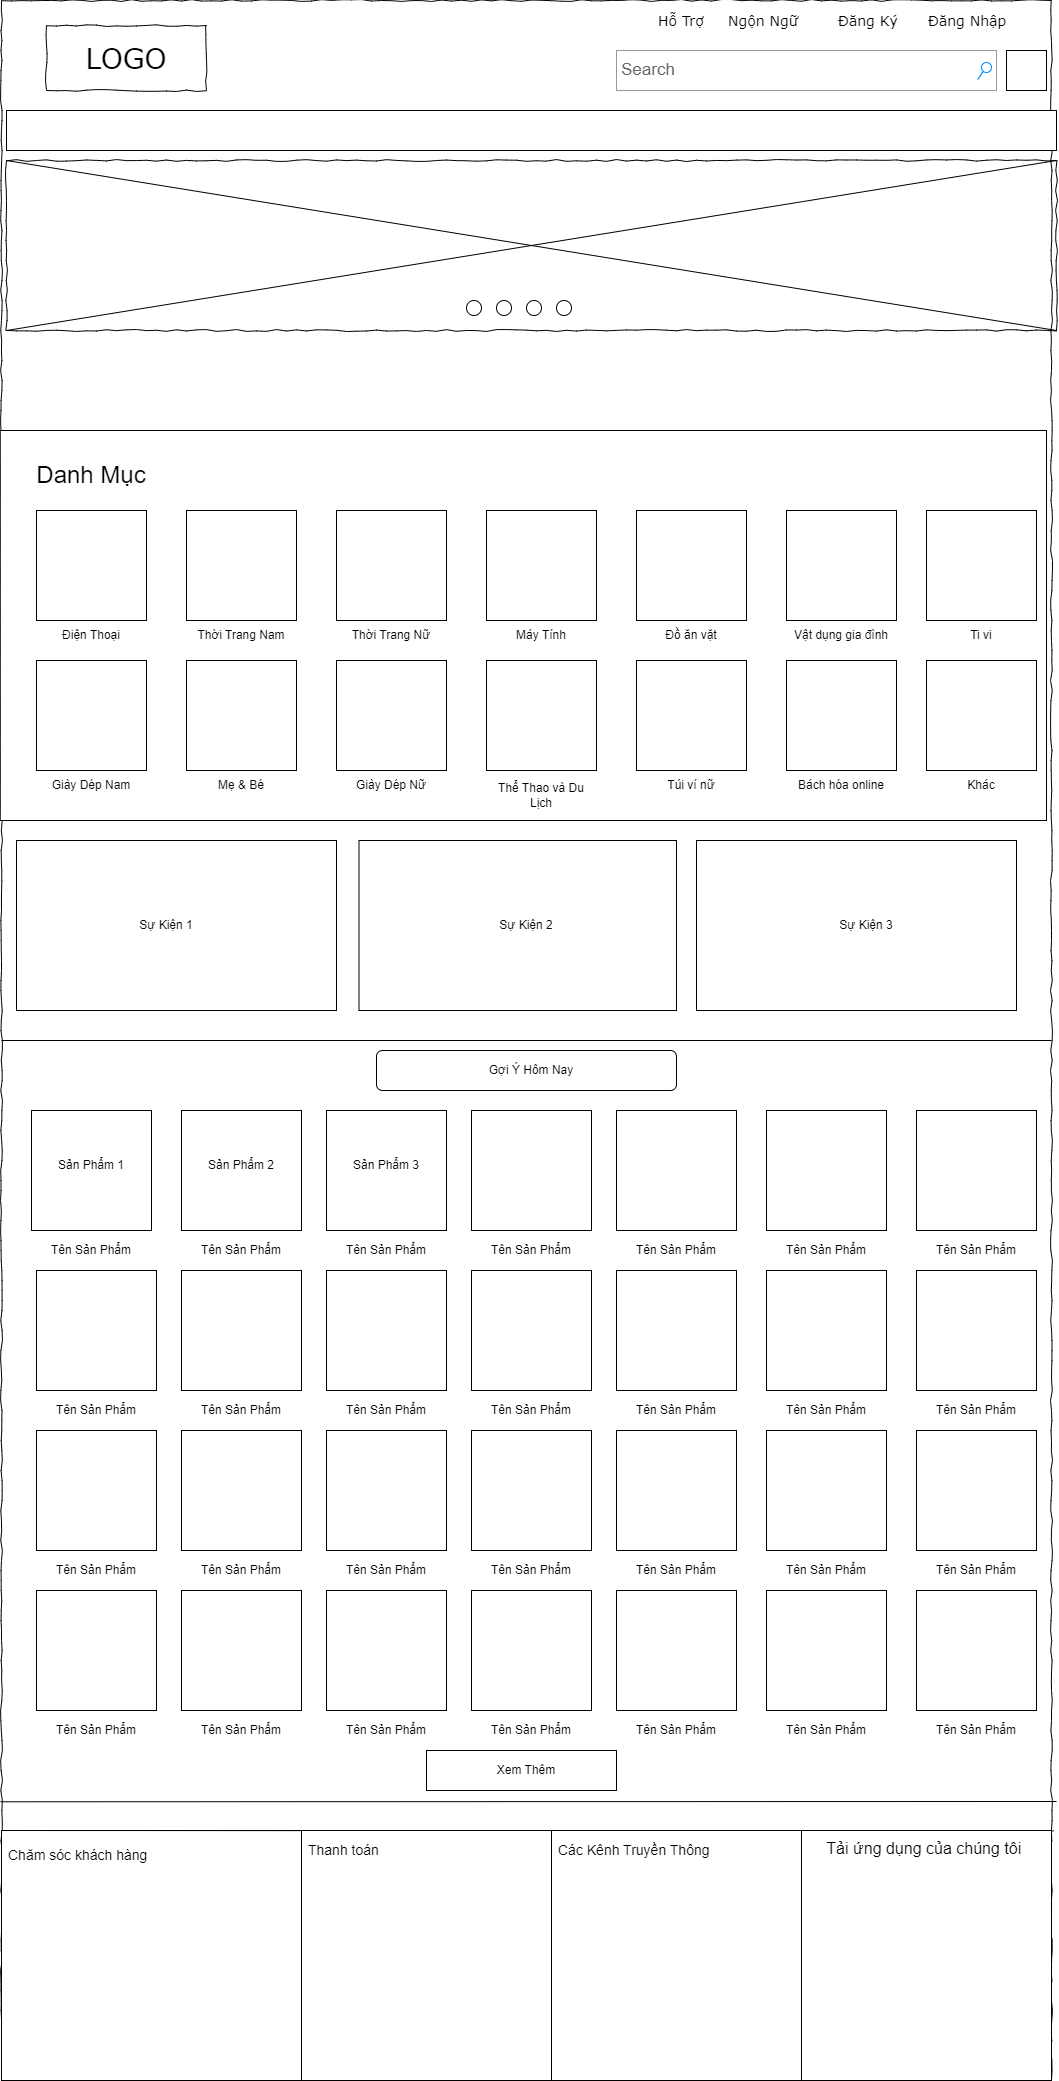 Hỗ Trợ Ngộn Ngữ Đăng Ký Đăng Nhập
LOGO
Search
Danh Mục
Điện Thoại Thời Trang Nam Thời Trang Nữ Máy Tính Đồ ăn vặt Vật dụng gia đình Ti vi
Giày Dép Nam Mẹ & Bé Giày Dép Nữ Thể Thao và Du Túi ví nữ Bách hóa online Khác
Lịch
Sự Kiện 1 Sự Kiện 2 Sự Kiện 3
Gợi Ý Hôm Nay
Sản Phẩm 1 Sản Phẩm 2 Sản Phẩm 3
Tên Sản Phẩm Tên Sản Phẩm Tên Sản Phẩm Tên Sản Phẩm Tên Sản Phẩm Tên Sản Phẩm Tên Sản Phẩm
Tên Sản Phẩm Tên Sản Phẩm Tên Sản Phẩm Tên Sản Phẩm Tên Sản Phẩm Tên Sản Phẩm Tên Sản Phẩm
Tên Sản Phẩm Tên Sản Phẩm Tên Sản Phẩm Tên Sản Phẩm Tên Sản Phẩm Tên Sản Phẩm Tên Sản Phẩm
Tên Sản Phẩm Tên Sản Phẩm Tên Sản Phẩm Tên Sản Phẩm Tên Sản Phẩm Tên Sản Phẩm Tên Sản Phẩm
Xem Thêm
Chăm sóc khách hàng Thanh toán Các Kênh Truyền Thông Tải ứng dụng của chúng tôi